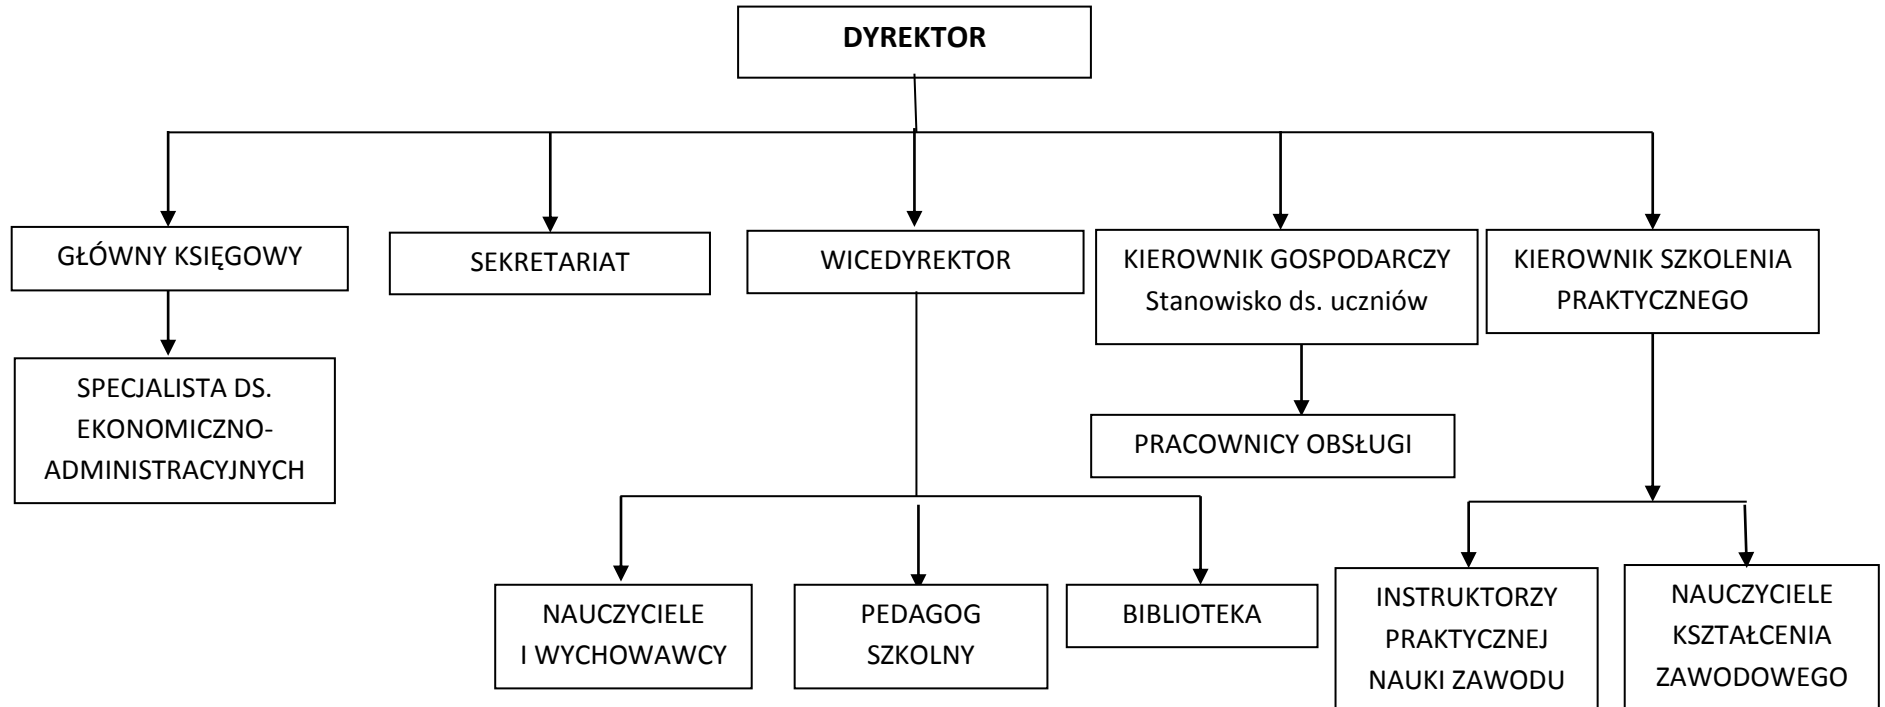 DYREKTOR
GŁÓWNY KSIĘGOWY
SEKRETARIAT
WICEDYREKTOR
KIEROWNIK GOSPODARCZY
Stanowisko ds. uczniów
KIEROWNIK SZKOLENIA
PRAKTYCZNEGO
SPECJALISTA DS.
EKONOMICZNO-
ADMINISTRACYJNYCH
PRACOWNICY OBSŁUGI
NAUCZYCIELE
I WYCHOWAWCY
PEDAGOG
SZKOLNY
BIBLIOTEKA
INSTRUKTORZY
PRAKTYCZNEJ
NAUKI ZAWODU
NAUCZYCIELE
KSZTAŁCENIA
ZAWODOWEGO